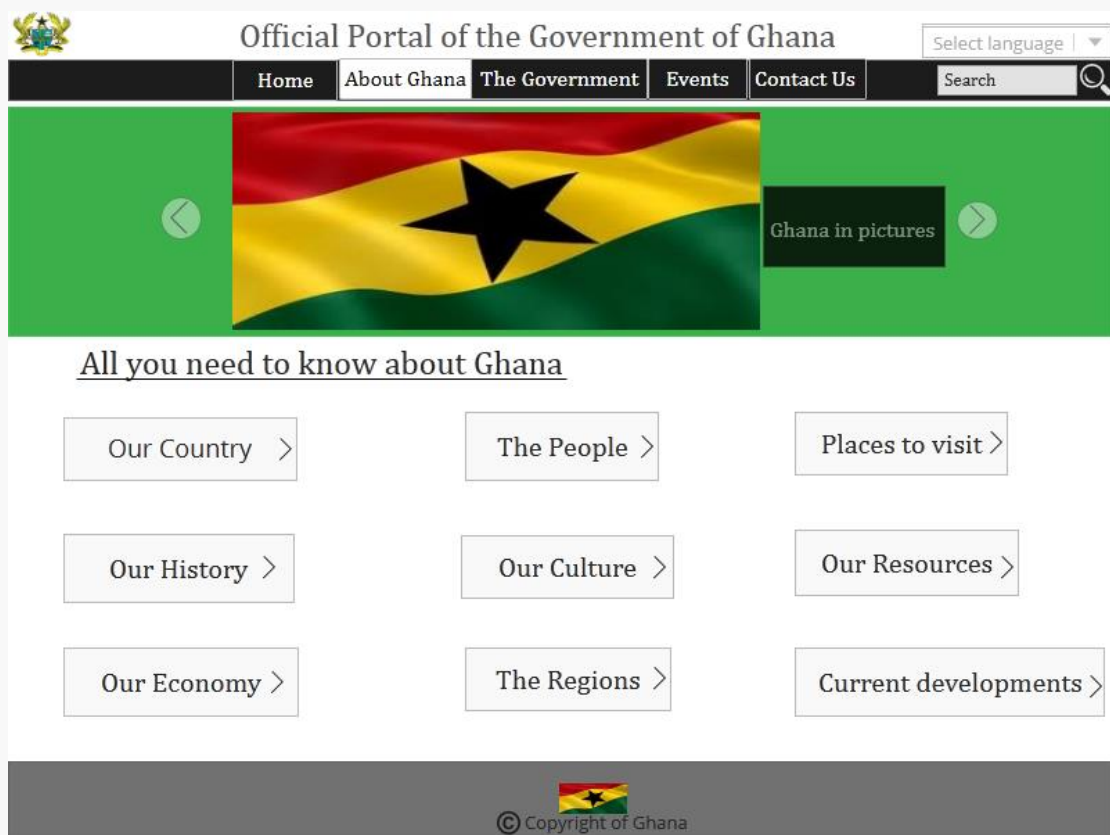 Official Portal of the Government of Ghana
Select language
Home About Ghana The Government Events Contact Us Search
Ghana in pictures
All you need to know about Ghana
Our Country The People Places to visit
Our History Our Culture Our Resources
Our Economy The Regions Current developments
© Copyright of Ghana